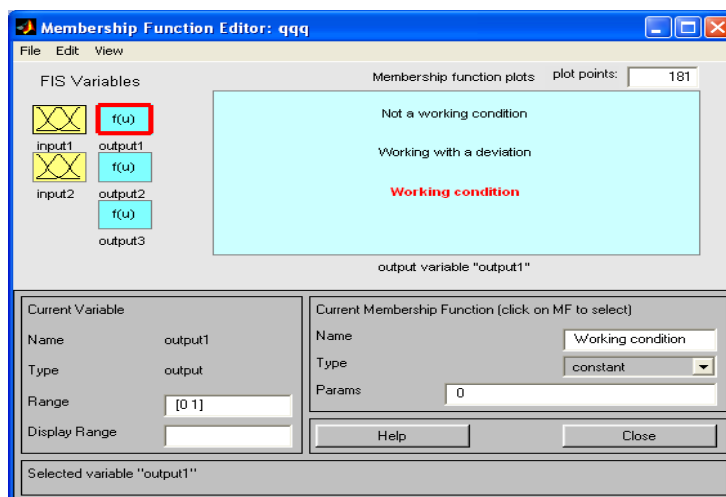 Membership Function Editor: qqq
File Edit View
FIS Variables
Membership function plots plot points: 181
f(u)
input1 output1
f(u)
input2 output2
f(u)
output3
Not a working condition
Working with a deviation
Working condition
output variable "output1"
Current Variable
Name output1
Type output
Range [0 1]
Display Range
Current Membership Function (click on MF to select)
Name Working condition
Type constant
Params 0
Help Close
Selected variable "output1"